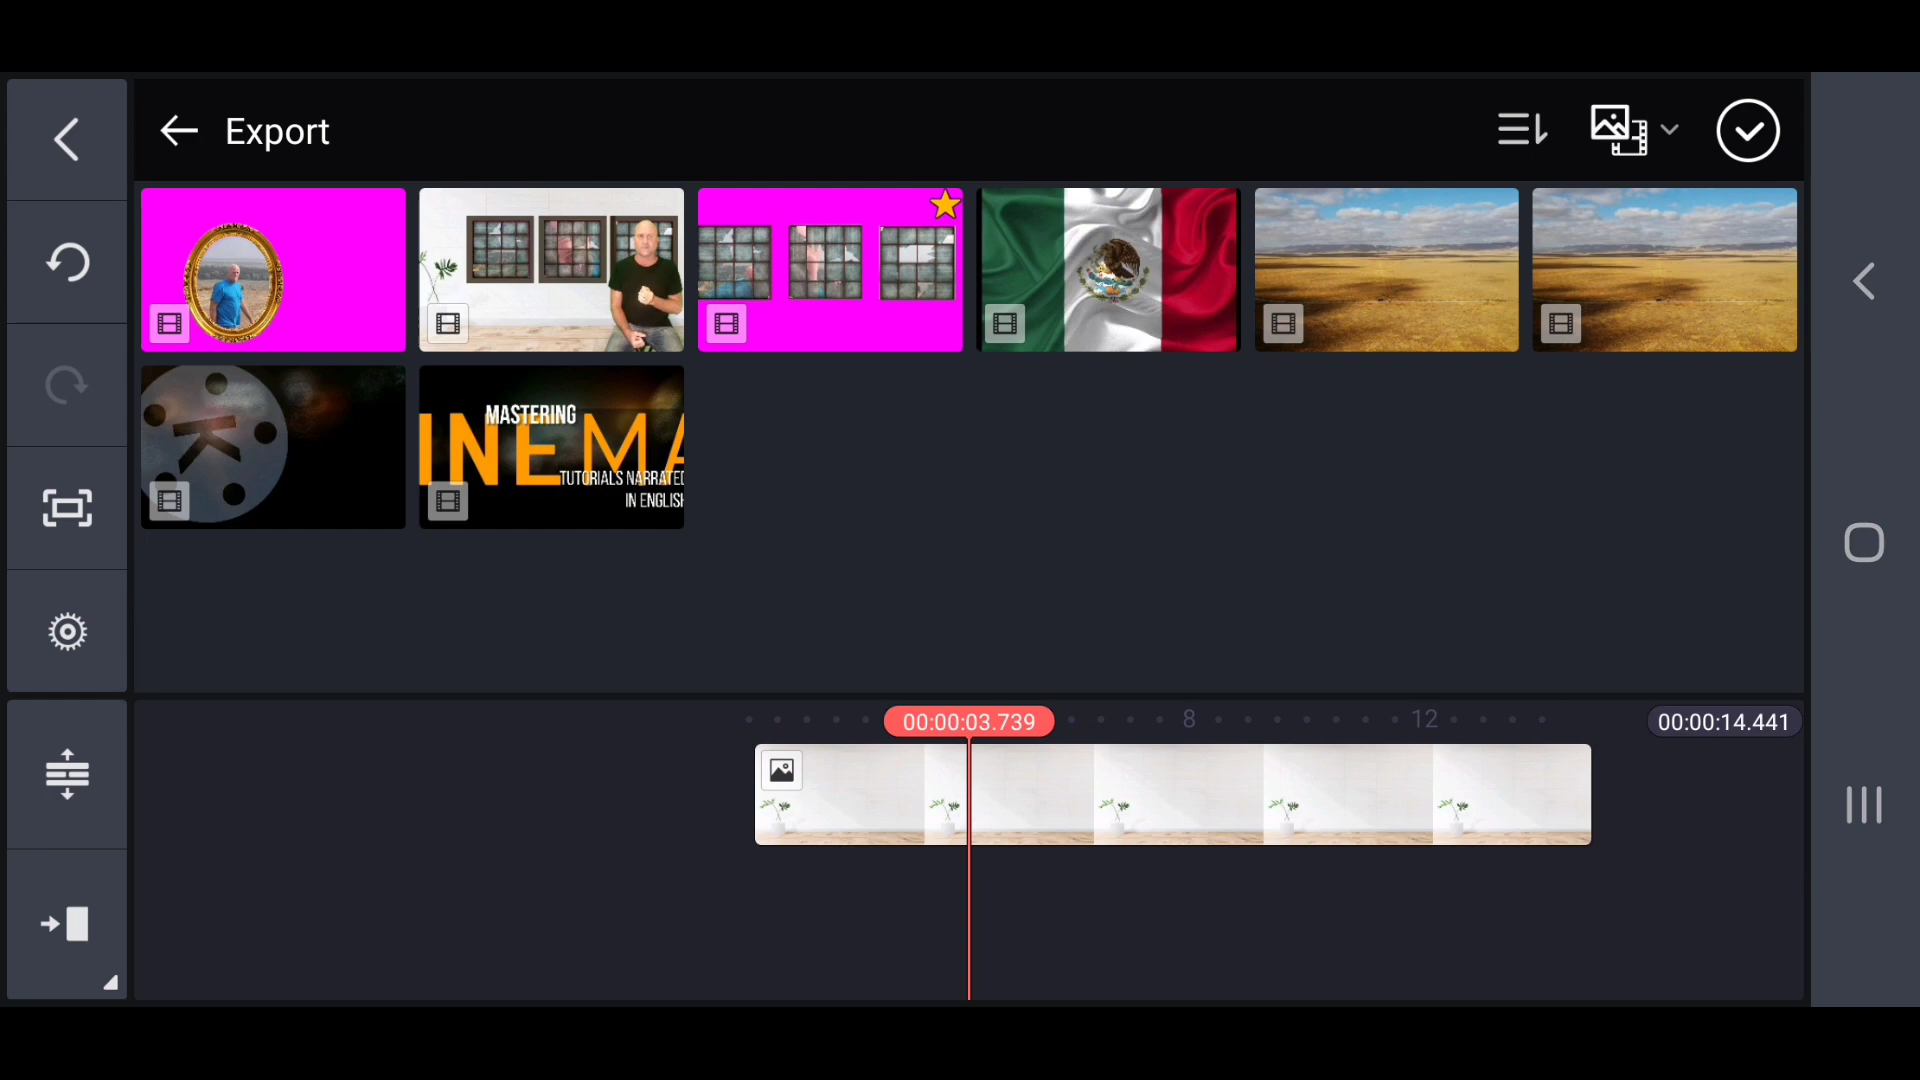 Export
K
MASTERING
INEMA
TUTORIALS NARRATED
IN ENGLISH
00:00:03.739
8
12
00:00:14.441